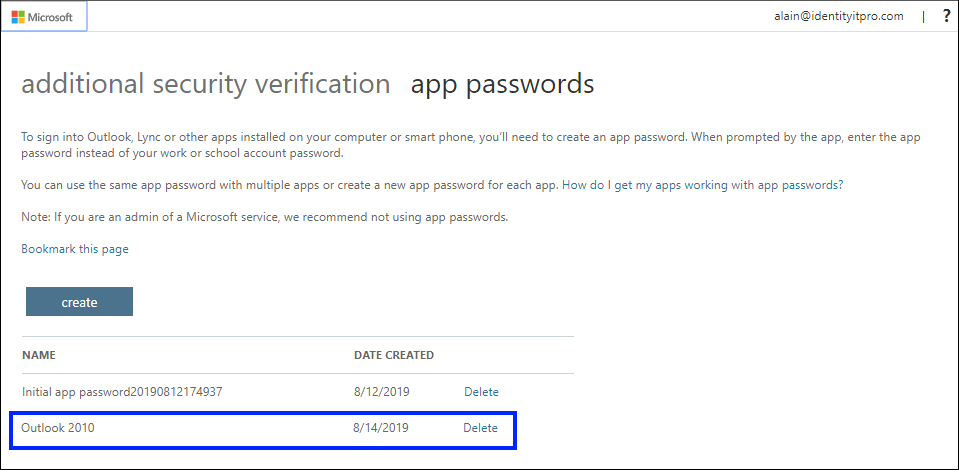 Microsoft
alain@identityitpro.com | ?
additional security verification app passwords
To sign into Outlook, Lync or other apps installed on your computer or smart phone, you'll need to create an app password. When prompted by the app, enter the app
password instead of your work or school account password.
You can use the same app password with multiple apps or create a new app password for each app. How do I get my apps working with app passwords?
Note: If you are an admin of a Microsoft service, we recommend not using app passwords.
Bookmark this page
create
NAME DATE CREATED
Initial app password20190812174937 8/12/2019 Delete
Outlook 2010 8/14/2019 Delete